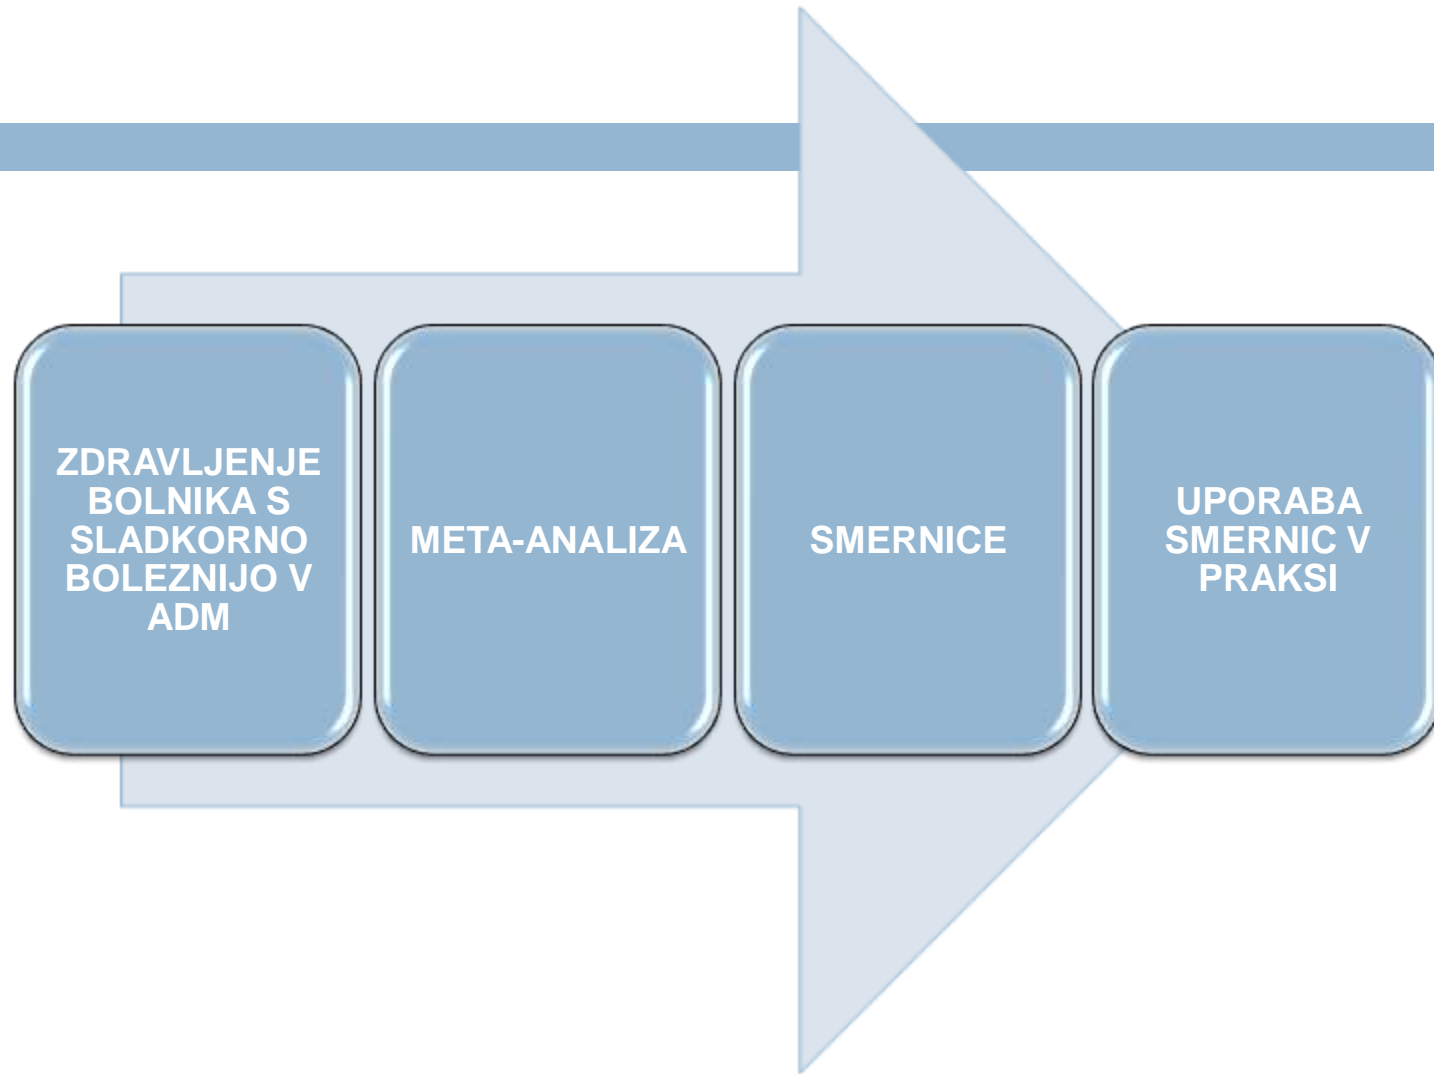 ZDRAVLJENJE
BOLNIKA S
SLADKORNO
BOLEZNIJO V
ADM
META-ANALIZA
SMERNICE
UPORABA
SMERNIC V
PRAKSI